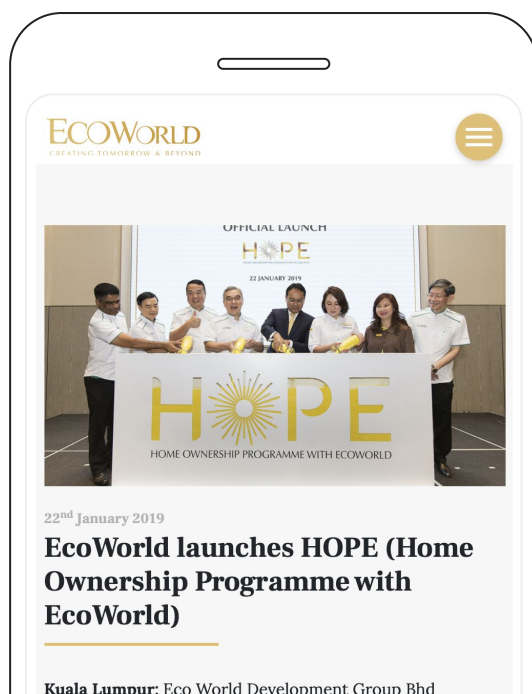 ECOWORLD
CREATING TOMORROW & BEYOND
OFFICIAL LAUNCH
HOPE
22 JANUARY 2019
HOPE
HOME OWNERSHIP PROGRAMME WITH ECOWORLD
22nd January 2019
EcoWorld launches HOPE (Home
Ownership Programme with
EcoWorld)
Kuala Lumpur: Eco World Development Group Bhd